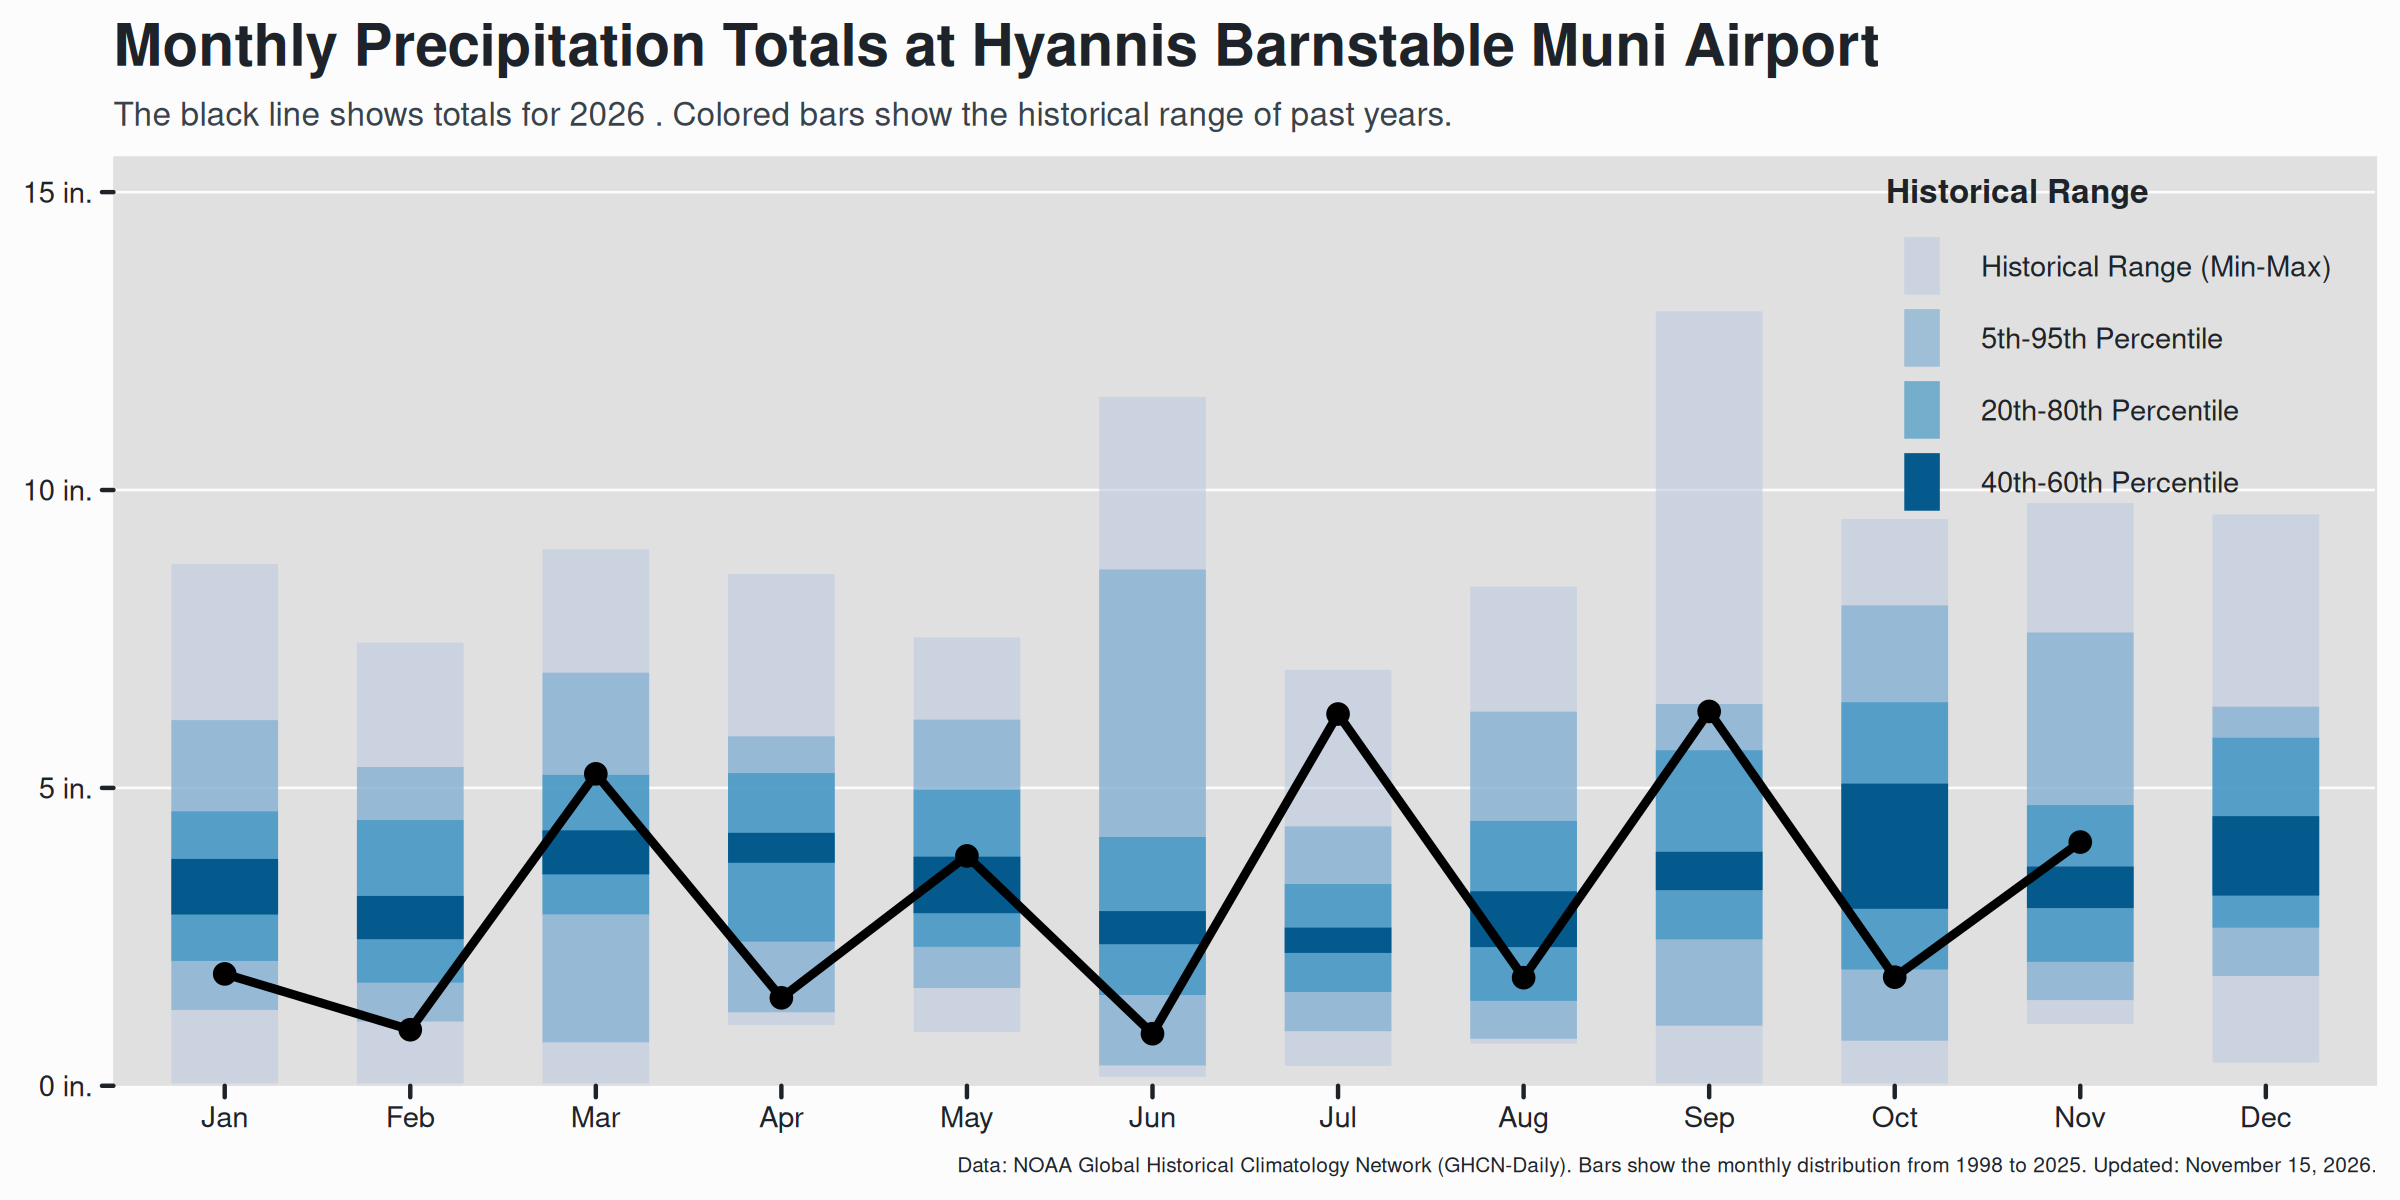 Monthly Precipitation Totals at Hyannis Barnstable Muni Airport
The black line shows totals for 2026 . Colored bars show the historical range of past years.
15 in.
10 in.
5 in.
0 in.
Historical Range
Historical Range (Min-Max)
5th-95th Percentile
20th-80th Percentile
40th-60th Percentile
Jan Feb Mar Apr May Jun Jul Aug Sep Oct Nov Dec
Data: NOAA Global Historical Climatology Network (GHCN-Daily). Bars show the monthly distribution from 1998 to 2025. Updated: November 15, 2026.